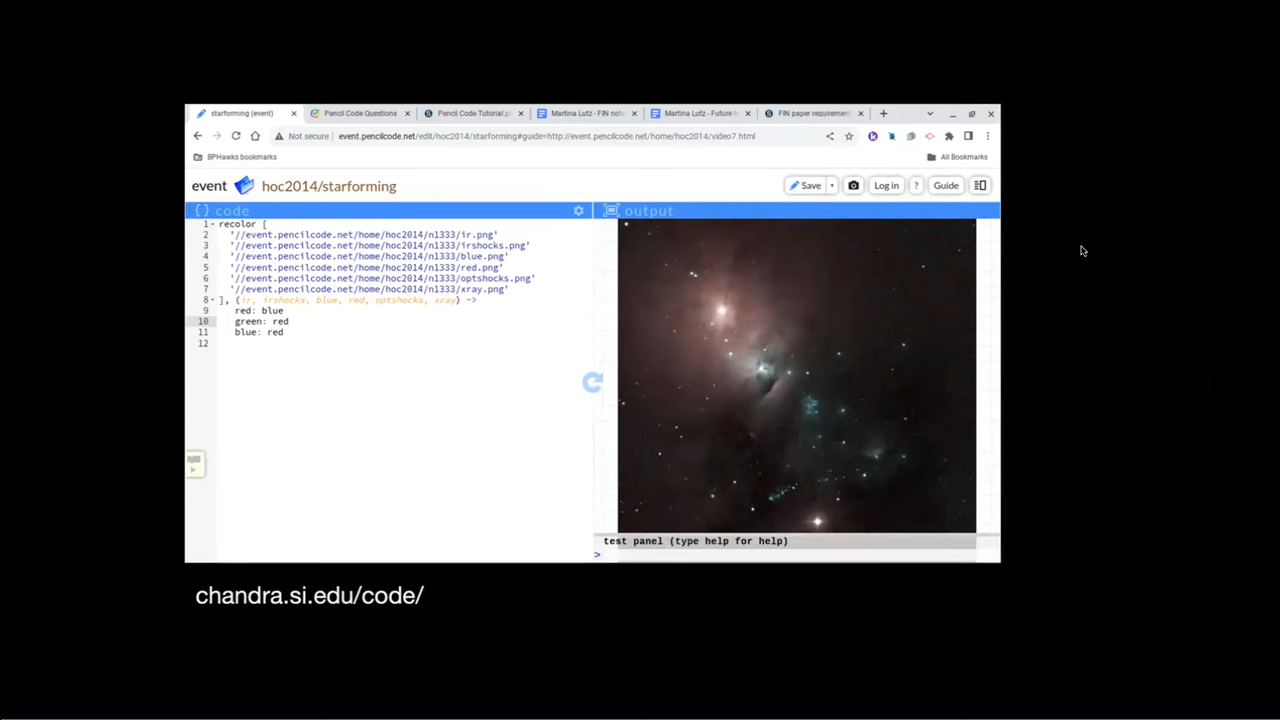 starforming (event)
Pencil Code Questions
Pencil Code Tutorial.p
Martina Lutz - FIN not
Martina Lutz - Future I
FIN paper requirement
Not secure
event.pencilcode.net/edit/hoc2014/starforming#guide=http://event.pencilcode.net/home/hoc2014/video7.html
BPHawks bookmarks
All Bookmarks
event
hoc2014/starforming
Save
Log in
?
Guide
{} code
output
1 recolor [
2 '//event.pencilcode.net/home/hoc2014/n1333/ir.png'
3 '//event.pencilcode.net/home/hoc2014/n1333/irshocks.png'
4 '//event.pencilcode.net/home/hoc2014/n1333/blue.png'
5 '//event.pencilcode.net/home/hoc2014/n1333/red.png'
6 '//event.pencilcode.net/home/hoc2014/n1333/optshocks.png'
7 '//event.pencilcode.net/home/hoc2014/n1333/xray.png'
8 ], (ir, irshocks, blue, red, optshocks, xray) ->
9 red: blue
10 green: red
11 blue: red
12
test panel (type help for help)
>
chandra.si.edu/code/